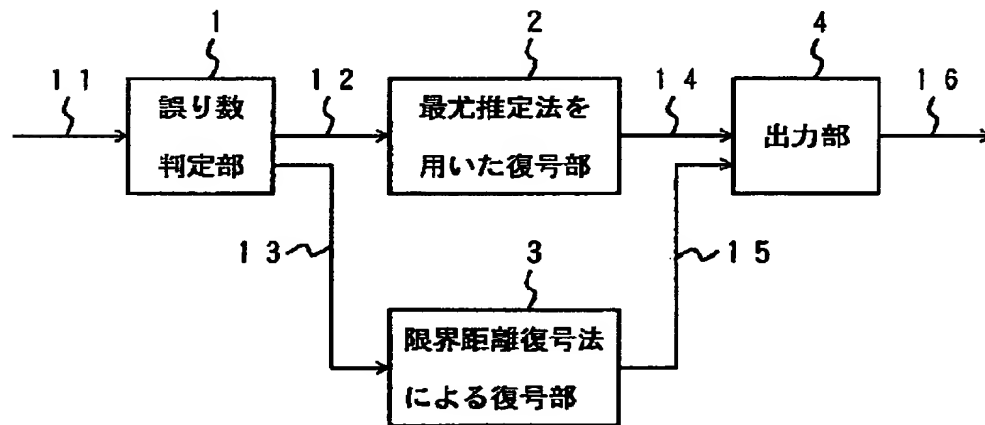 1
2
4
11
12
14
16
誤り数
判定部
最尤推定法を
用いた復号部
出力部
13
3
15
限界距離復号法
による復号部